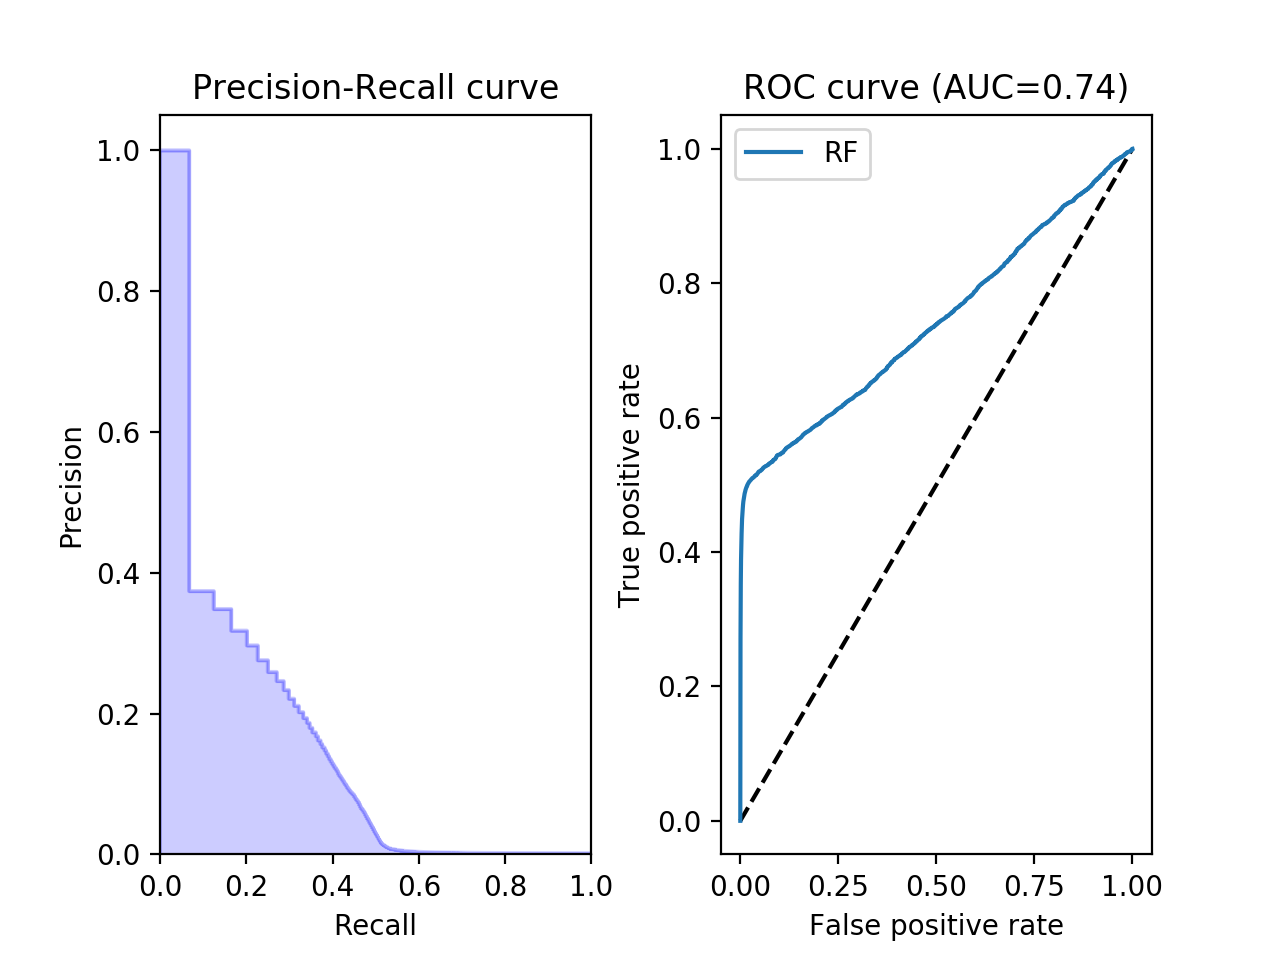 Precision-Recall curve
1.0
0.8
0.6
0.4
0.2
0.0
Precision
0.0 0.2 0.4 0.6 0.8 1.0
Recall
ROC curve (AUC=0.74)
RF
1.0
0.8
0.6
0.4
0.2
0.0
True positive rate
0.00 0.25 0.50 0.75 1.00
False positive rate